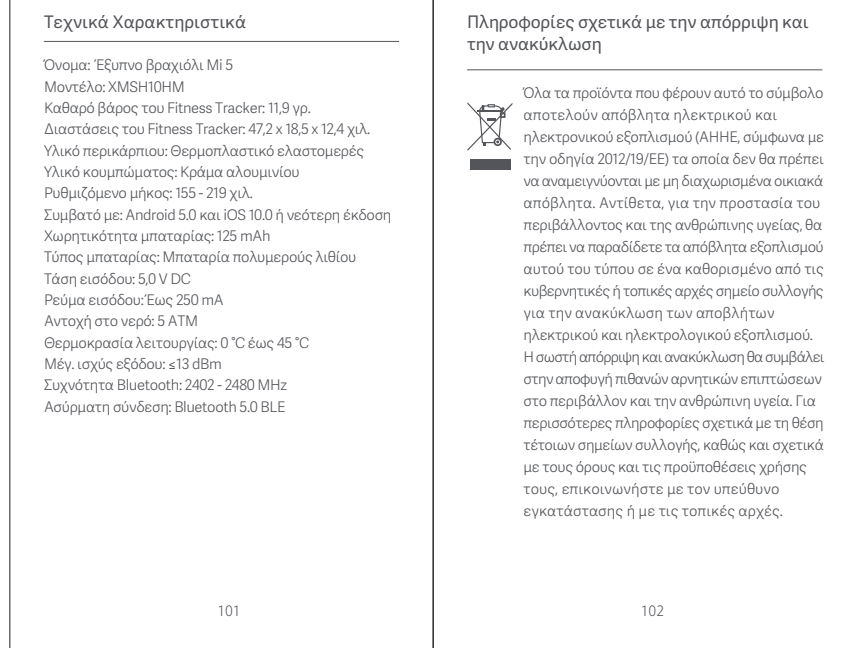 Τεχνικά Χαρακτηριστικά
Όνομα: Έξυπνο βραχιόλι Mi 5
Μοντέλο: XMSH10HM
Καθαρό βάρος του Fitness Tracker: 11,9 γρ.
Διαστάσεις του Fitness Tracker: 47,2 x 18,5 x 12,4 χιλ.
Υλικό περικάρπιου: Θερμοπλαστικό ελαστομερές
Υλικό κουμπώματος: Κράμα αλουμινίου
Ρυθμιζόμενο μήκος: 155 - 219 χιλ.
Συμβατό με: Android 5.0 και iOS 10.0 ή νεότερη έκδοση
Χωρητικότητα μπαταρίας: 125 mAh
Τύπος μπαταρίας: Μπαταρία πολυμερούς λιθίου
Τάση εισόδου: 5,0 V DC
Ρεύμα εισόδου: Έως 250 mA
Αντοχή στο νερό: 5 ATM
Θερμοκρασία λειτουργίας: 0 °C έως 45 °C
Μέγ. ισχύς εξόδου: ≤13 dBm
Συχνότητα Bluetooth: 2402 - 2480 MHz
Ασύρματη σύνδεση: Bluetooth 5.0 BLE
101
Πληροφορίες σχετικά με την απόρριψη και
την ανακύκλωση
Όλα τα προϊόντα που φέρουν αυτό το σύμβολο
αποτελούν απόβλητα ηλεκτρικού και
ηλεκτρονικού εξοπλισμού (ΑΗΗΕ, σύμφωνα με
την οδηγία 2012/19/ΕΕ) τα οποία δεν θα πρέπει
να αναμειγνύονται με μη διαχωρισμένα οικιακά
απόβλητα. Αντίθετα, για την προστασία του
περιβάλλοντος και της ανθρώπινης υγείας, θα
πρέπει να παραδίδετε τα απόβλητα εξοπλισμού
αυτού του τύπου σε ένα καθορισμένο από τις
κυβερνητικές ή τοπικές αρχές σημείο συλλογής
για την ανακύκλωση των αποβλήτων
ηλεκτρικού και ηλεκτρολογικού εξοπλισμού.
Η σωστή απόρριψη και ανακύκλωση θα συμβάλει
στην αποφυγή πιθανών αρνητικών επιπτώσεων
στο περιβάλλον και την ανθρώπινη υγεία. Για
περισσότερες πληροφορίες σχετικά με τη θέση
τέτοιων σημείων συλλογής, καθώς και σχετικά
με τους όρους και τις προϋποθέσεις χρήσης
τους, επικοινωνήστε με τον υπεύθυνο
εγκατάστασης ή με τις τοπικές αρχές.
102